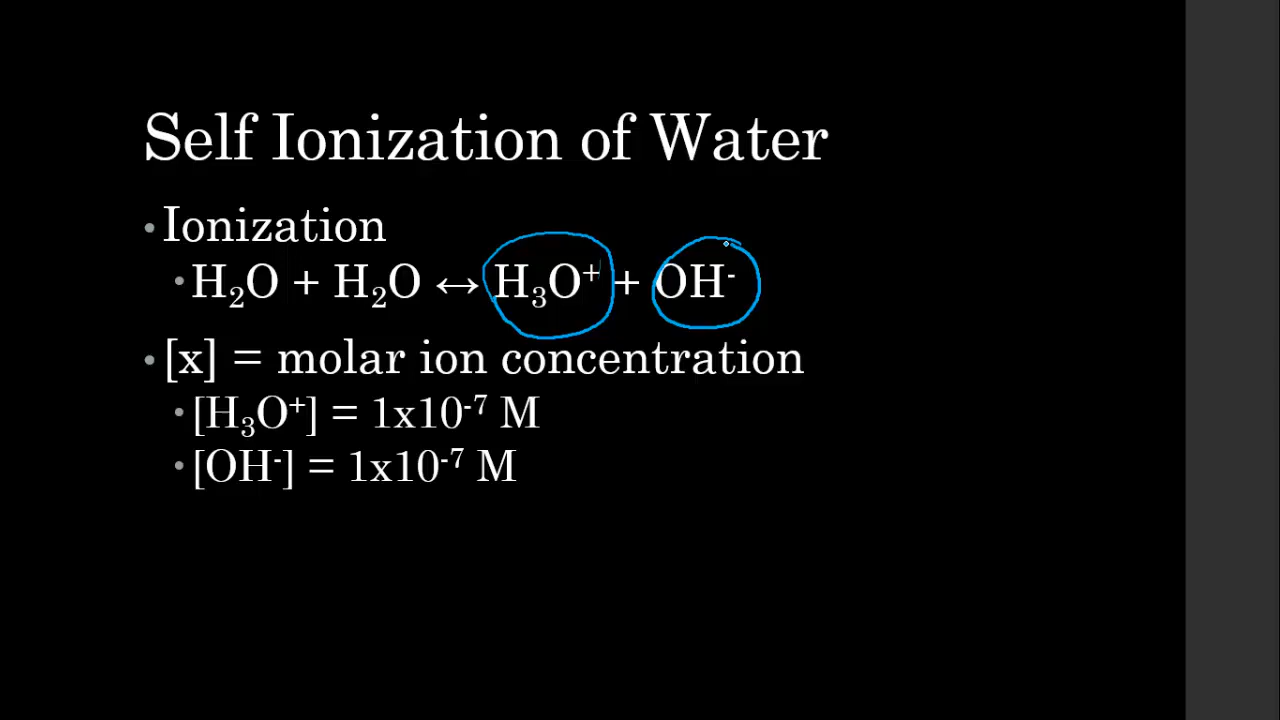 Self Ionization of Water
• Ionization
• H₂O + H₂O ↔ H₃O⁺ + OH⁻
• [x] = molar ion concentration
• [H₃O⁺] = 1x10⁻⁷ M
• [OH⁻] = 1x10⁻⁷ M